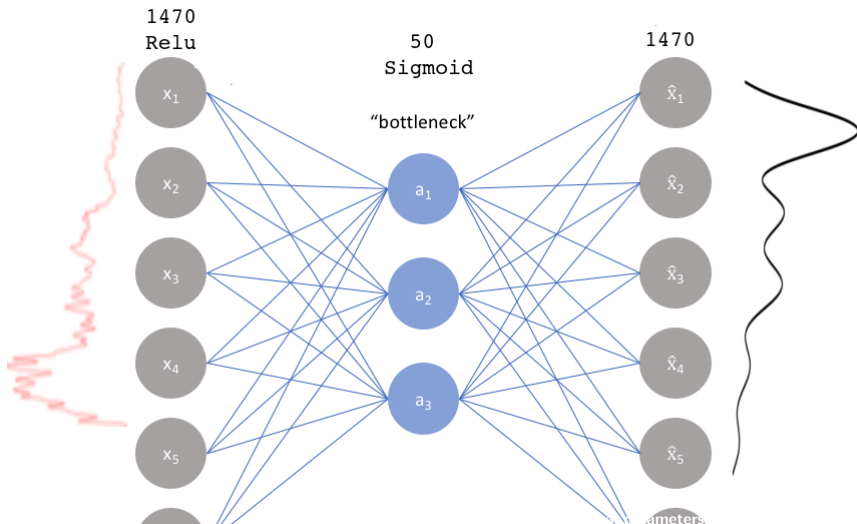 1470
Relu
50
Sigmoid
1470
"bottleneck"
x₁
x₂
x₃
x₄
x₅
a₁
a₂
a₃
x̂₁
x̂₂
x̂₃
x̂₄
x̂₅